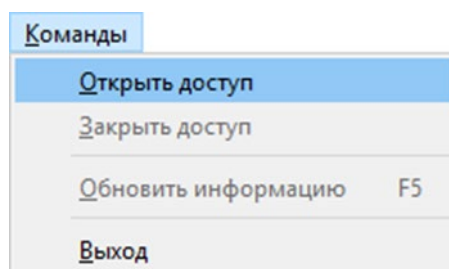 Команды
Открыть доступ
Закрыть доступ
Обновить информацию F5
Выход